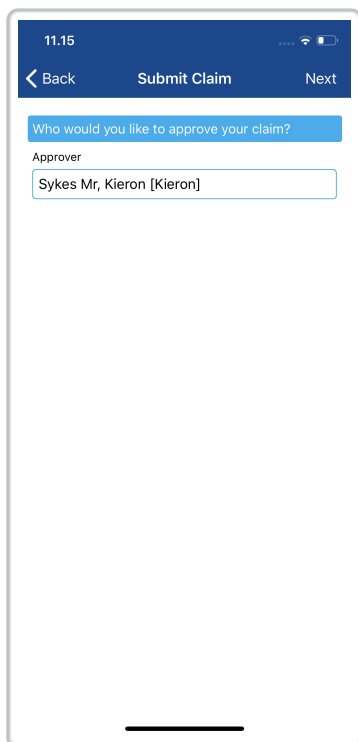 11.15
Back Submit Claim Next
Who would you like to approve your claim?
Approver
Sykes Mr, Kieron [Kieron]